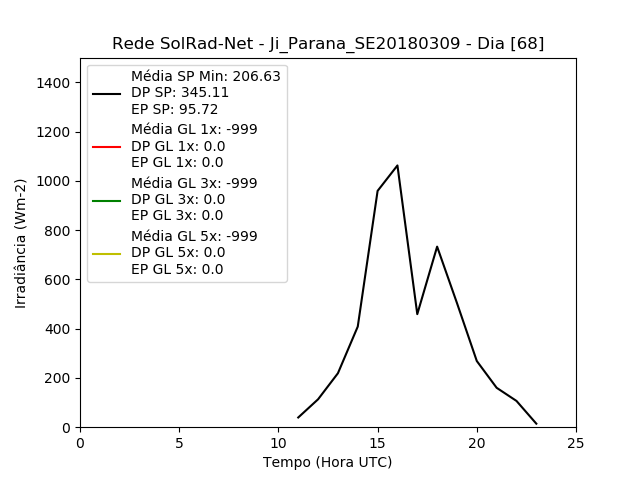 Rede SolRad-Net - Ji_Parana_SE20180309 - Dia [68]
Média SP Min: 206.63
DP SP: 345.11
EP SP: 95.72
Média GL 1x: -999
DP GL 1x: 0.0
EP GL 1x: 0.0
Média GL 3x: -999
DP GL 3x: 0.0
EP GL 3x: 0.0
Média GL 5x: -999
DP GL 5x: 0.0
EP GL 5x: 0.0
Irradiância (Wm-2)
1400
1200
1000
800
600
400
200
0
0 5 10 15 20 25
Tempo (Hora UTC)